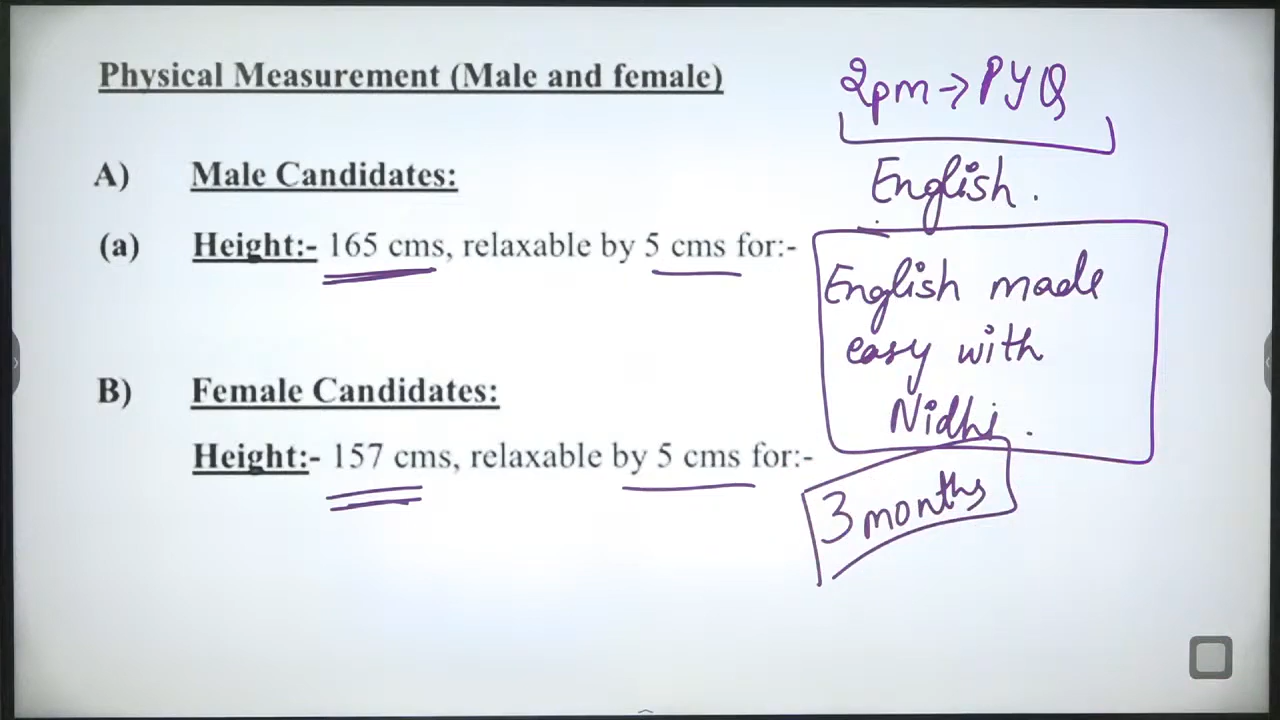 Physical Measurement (Male and female)
A) Male Candidates:
(a) Height:- 165 cms, relaxable by 5 cms for:-
B) Female Candidates:
Height:- 157 cms, relaxable by 5 cms for:-
2pm → PYQ
English.
English made
easy with
Nidhi.
3 months